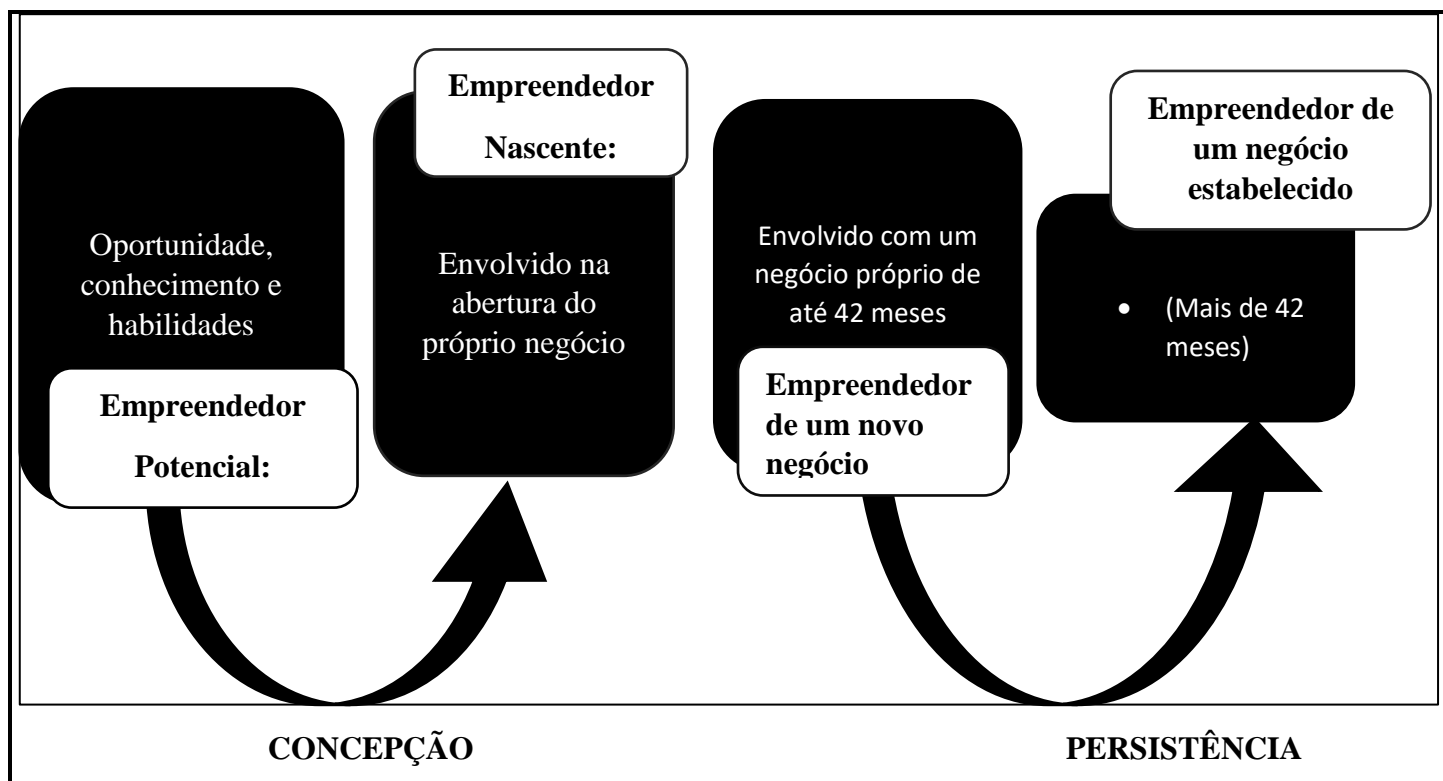 Oportunidade,
conhecimento e
habilidades
Empreendedor
Potencial:
Empreendedor
Nascente:
Envolvido na
abertura do
próprio negócio
Envolvido com um
negócio próprio de
até 42 meses
Empreendedor
de um novo
negócio
Empreendedor de
um negócio
estabelecido
• (Mais de 42
meses)
CONCEPÇÃO
PERSISTÊNCIA